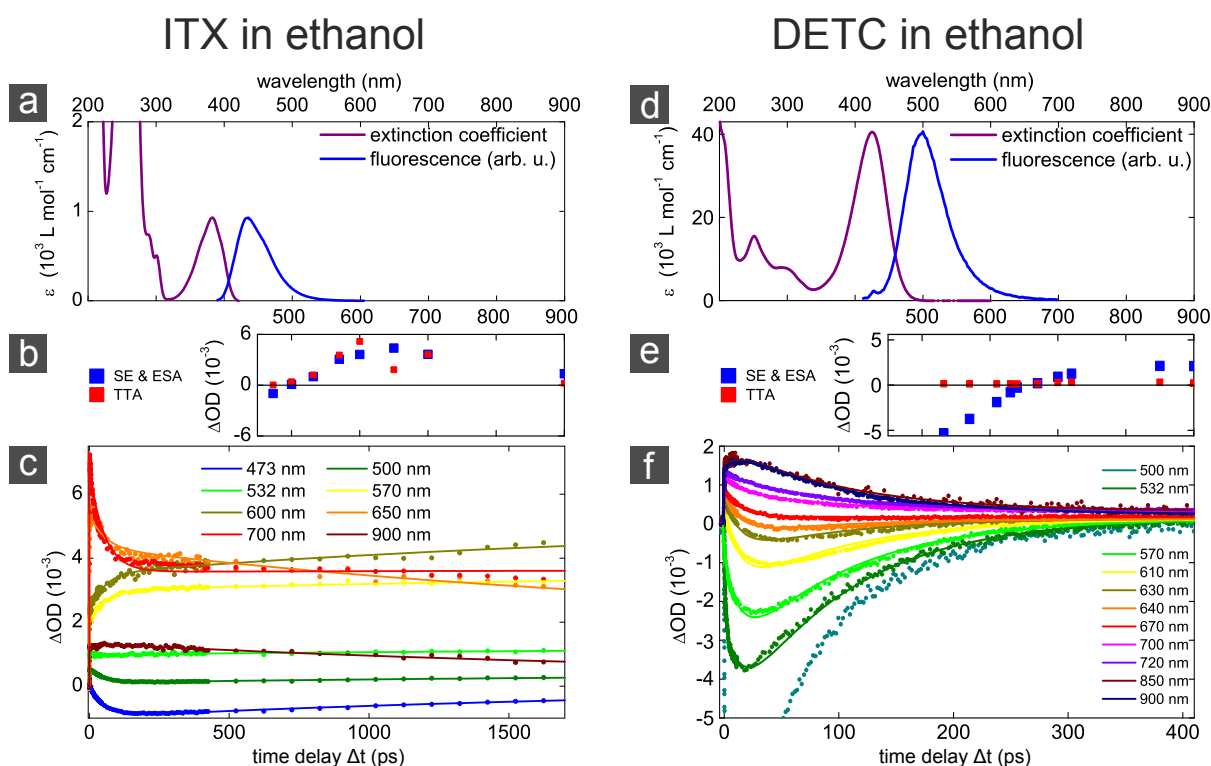 ITX in ethanol
DETC in ethanol
a
wavelength (nm)
200 300 400 500 600 700 800 900
extinction coefficient
fluorescence (arb. u.)
ε (10³ L mol⁻¹ cm⁻¹)
2
1
0
500 600 700 800 900
b
SE & ESA
TTA
ΔOD (10⁻³)
6
0
-6
c
473 nm 500 nm
532 nm 570 nm
600 nm 650 nm
700 nm 900 nm
ΔOD (10⁻³)
6
4
2
0
0 500 1000 1500
time delay Δt (ps)
d
wavelength (nm)
200 300 400 500 600 700 800 900
extinction coefficient
fluorescence (arb. u.)
ε (10³ L mol⁻¹ cm⁻¹)
40
20
0
500 600 700 800 900
e
SE & ESA
TTA
ΔOD (10⁻³)
5
0
-5
f
500 nm
532 nm
570 nm
610 nm
630 nm
640 nm
670 nm
700 nm
720 nm
850 nm
900 nm
ΔOD (10⁻³)
2
1
0
-1
-2
-3
-4
-5
0 100 200 300 400
time delay Δt (ps)